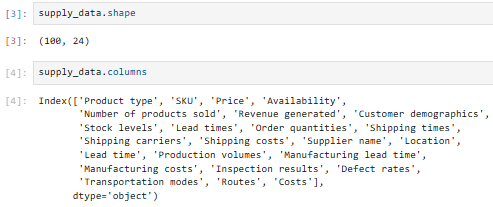 [3]: supply_data.shape
[3]: (100, 24)
[4]: supply_data.columns
[4]: Index(['Product type', 'SKU', 'Price', 'Availability',
'Number of products sold', 'Revenue generated', 'Customer demographics',
'Stock levels', 'Lead times', 'Order quantities', 'Shipping times',
'Shipping carriers', 'Shipping costs', 'Supplier name', 'Location',
'Lead time', 'Production volumes', 'Manufacturing lead time',
'Manufacturing costs', 'Inspection results', 'Defect rates',
'Transportation modes', 'Routes', 'Costs'],
dtype='object')